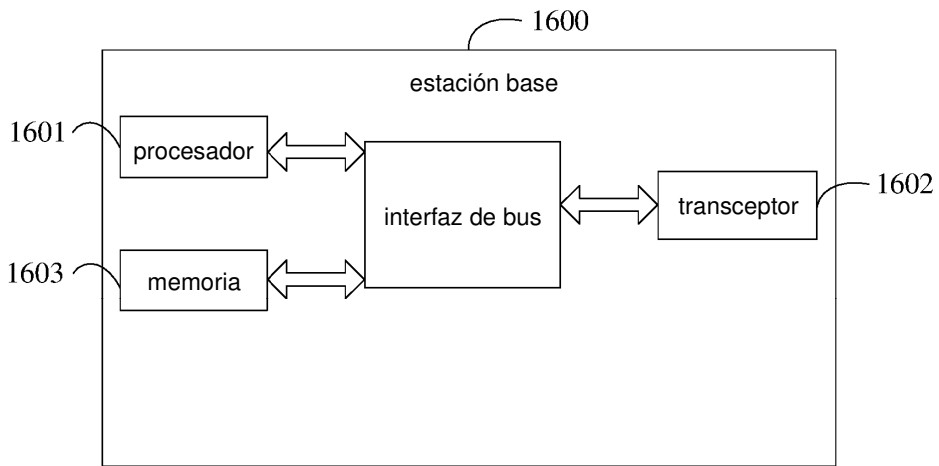 1600
estación base
1601
procesador
interfaz de bus
transceptor
1602
1603
memoria